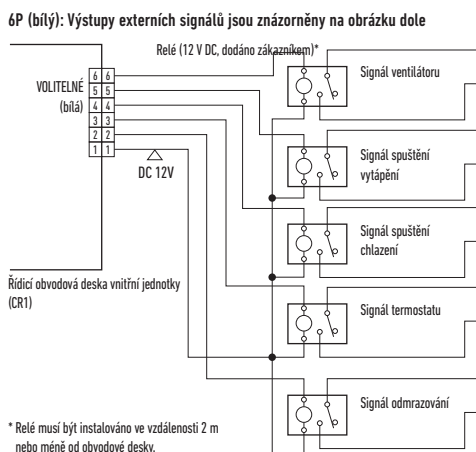 6P (bílý): Výstupy externích signálů jsou znázorněny na obrázku dole
Relé (12 V DC, dodáno zákazníkem)*
VOLITELNÉ
(bílá)
6 6
5 5
4 4
3 3
2 2
1 1
DC 12V
Signál ventilátoru
Signál spuštění
vytápění
Signál spuštění
chlazení
Signál termostatu
Signál odmrazování
Řídicí obvodová deska vnitřní jednotky
(CR1)
* Relé musí být instalováno ve vzdálenosti 2 m
nebo méně od obvodové desky.